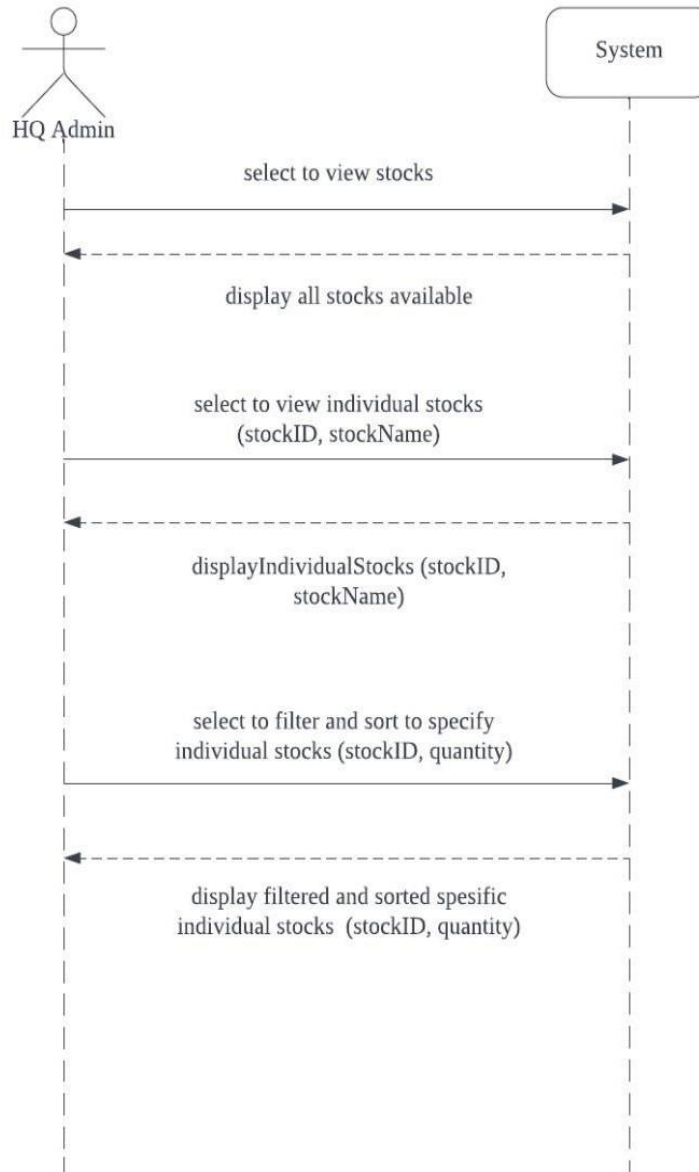 System
HQ Admin
select to view stocks
display all stocks available
select to view individual stocks
(stockID, stockName)
displayIndividualStocks (stockID,
stockName)
select to filter and sort to specify
individual stocks (stockID, quantity)
display filtered and sorted spesific
individual stocks  (stockID, quantity)